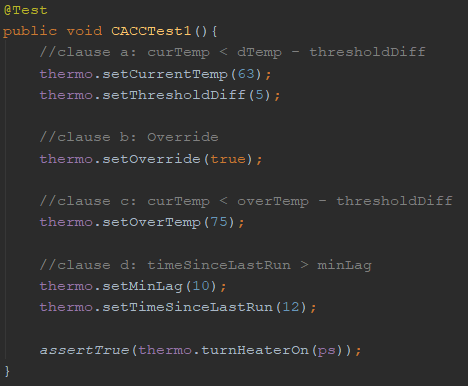 @Test
public void CACCTest1(){
//clause a: curTemp < dTemp - thresholdDiff
thermo.setCurrentTemp(63);
thermo.setThresholdDiff(5);
//clause b: Override
thermo.setOverride(true);
//clause c: curTemp < overTemp - thresholdDiff
thermo.setOverTemp(75);
//clause d: timeSinceLastRun > minLag
thermo.setMinLag(10);
thermo.setTimeSinceLastRun(12);
assertTrue(thermo.turnHeaterOn(ps));
}